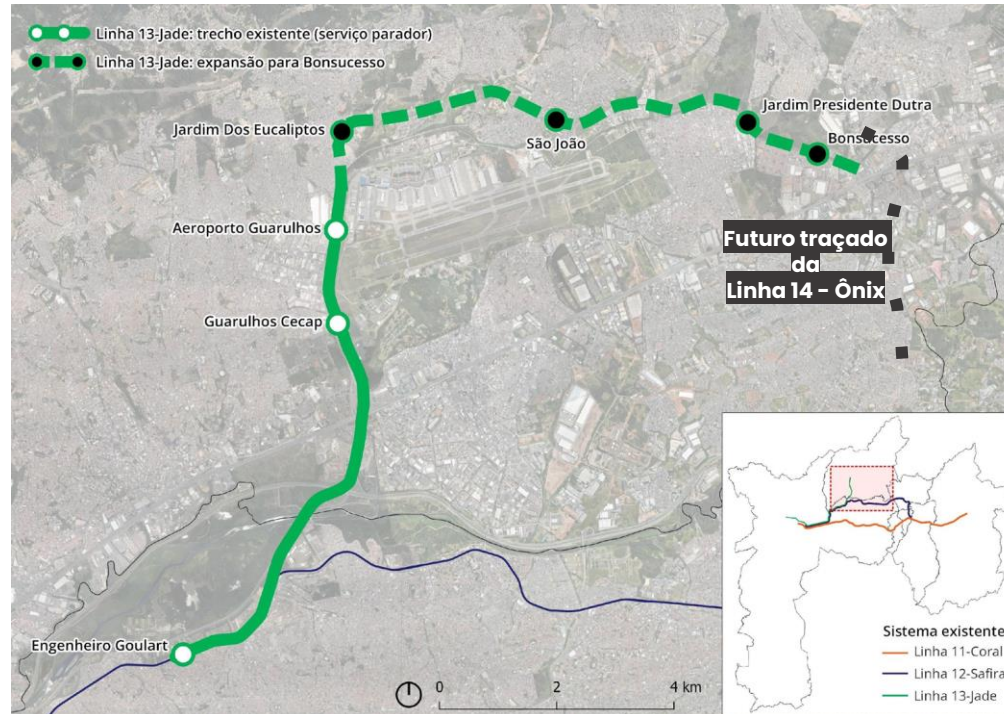 Linha 13-Jade: trecho existente (serviço parador)
Linha 13-Jade: expansão para Bonsucesso
Jardim Presidente Dutra
Jardim Dos Eucaliptos
São João
Bonsucesso
Aeroporto Guarulhos
Futuro traçado
da
Linha 14 - Ônix
Guarulhos Cecap
Engenheiro Goulart
0 2 4 km
Sistema existente
Linha 11-Coral
Linha 12-Safira
Linha 13-Jade